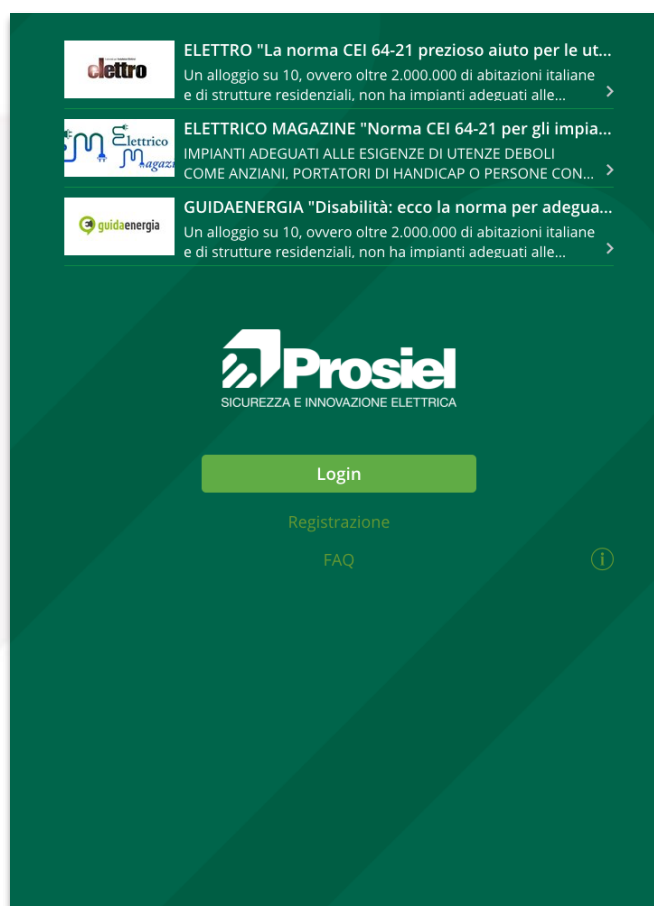 elettro
ELETTRO "La norma CEI 64-21 prezioso aiuto per le ut...
Un alloggio su 10, ovvero oltre 2.000.000 di abitazioni italiane
e di strutture residenziali, non ha impianti adeguati alle...
Elettrico
Magazi
ELETTRICO MAGAZINE "Norma CEI 64-21 per gli impia...
IMPIANTI ADEGUATI ALLE ESIGENZE DI UTENZE DEBOLI
COME ANZIANI, PORTATORI DI HANDICAP O PERSONE CON...
guidaenergia
GUIDAENERGIA "Disabilità: ecco la norma per adegua...
Un alloggio su 10, ovvero oltre 2.000.000 di abitazioni italiane
e di strutture residenziali, non ha impianti adeguati alle...
Prosiel
SICUREZZA E INNOVAZIONE ELETTRICA
Login
Registrazione
FAQ